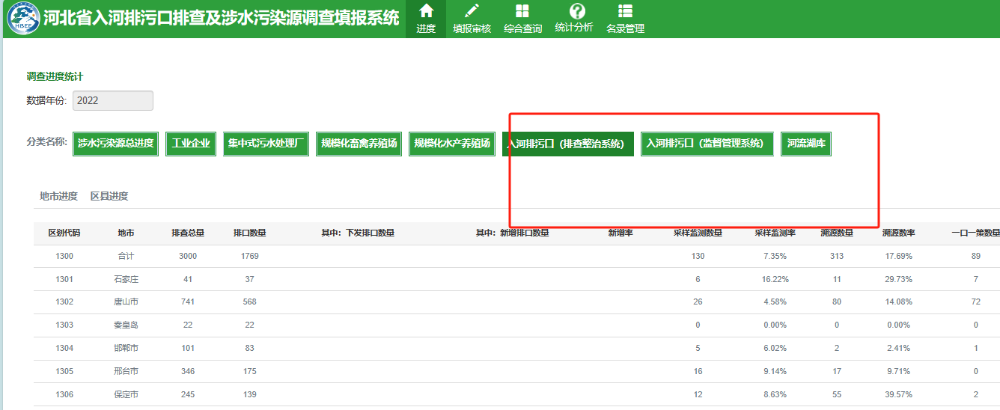 HBEE 河北省入河排污口排查及涉水污染源调查填报系统 进度 填报审核 综合查询 统计分析 名录管理
调查进度统计
数据年份: 2022
分类名称: 涉水污染源总进度 工业企业 集中式污水处理厂 规模化畜禽养殖场 规模化水产养殖场 入河排污口（排查整治系统） 入河排污口（监督管理系统） 河流湖库
地市进度 区县进度
区划代码 地市 排查总量 排口数量 其中：下发排口数量 其中：新增排口数量 新增率 采样监测数量 采样监测率 溯源数量 溯源数率 一口一策数量
1300 合计 3000 1769 130 7.35% 313 17.69% 89
1301 石家庄 41 37 6 16.22% 11 29.73% 7
1302 唐山市 741 568 26 4.58% 80 14.08% 72
1303 秦皇岛 22 22 0 0.00% 0 0.00% 0
1304 邯郸市 101 83 5 6.02% 2 2.41% 1
1305 邢台市 346 175 16 9.14% 17 9.71% 0
1306 保定市 245 139 12 8.63% 55 39.57% 2